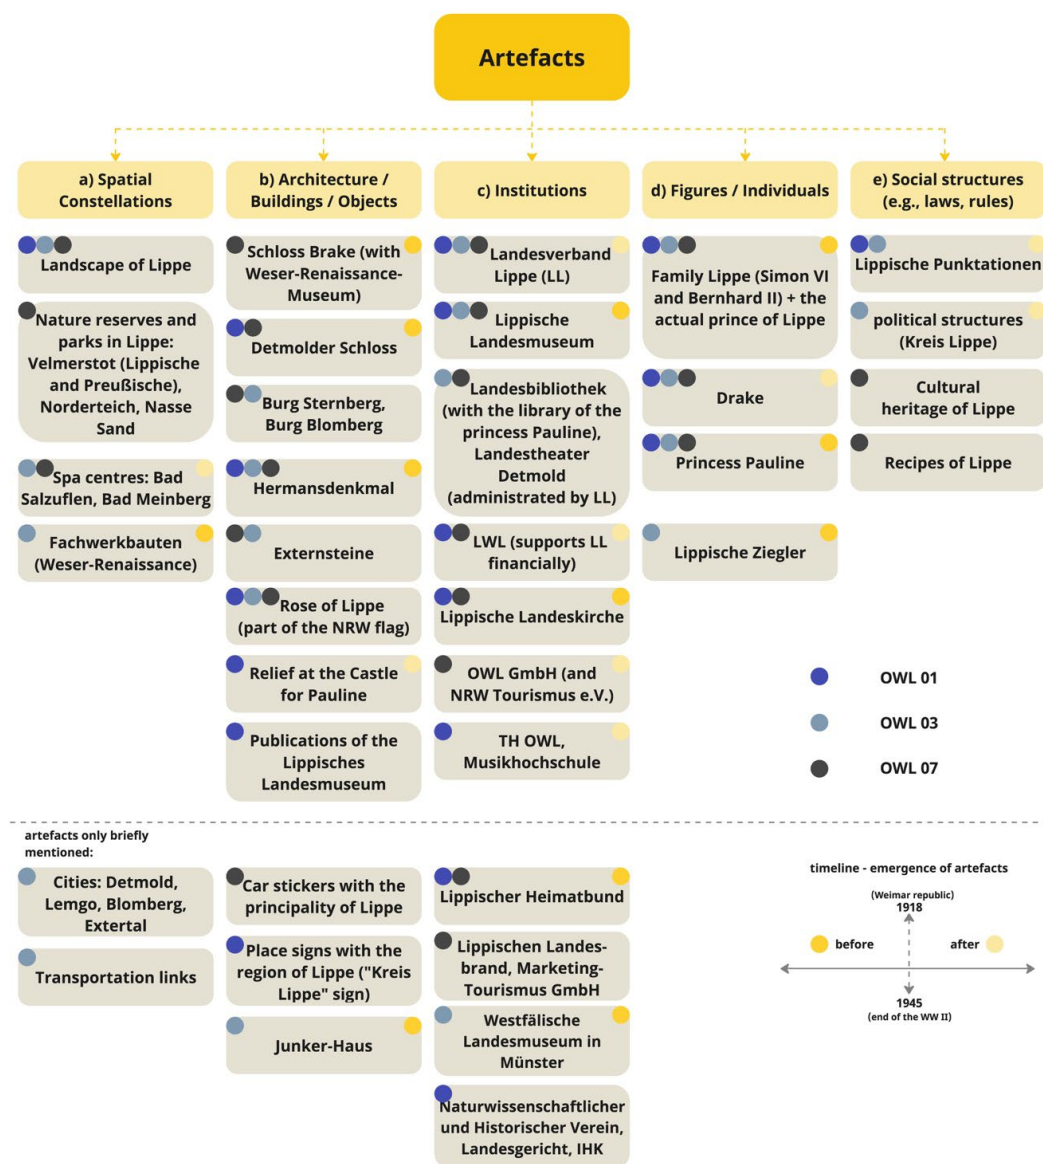 Artefacts
a) Spatial
Constellations
b) Architecture /
Buildings / Objects
c) Institutions
d) Figures / Individuals
e) Social structures
(e.g., laws, rules)
Landscape of Lippe
Nature reserves and
parks in Lippe:
Velmerstot (Lippische
and Preußische),
Norderteich, Nasse
Sand
Spa centres: Bad
Salzuflen, Bad Meinberg
Fachwerkbauten
(Weser-Renaissance)
Schloss Brake (with
Weser-Renaissance-
Museum)
Detmolder Schloss
Burg Sternberg,
Burg Blomberg
Hermansdenkmal
Externsteine
Rose of Lippe
(part of the NRW flag)
Relief at the Castle
for Pauline
Publications of the
Lippisches
Landesmuseum
Landesverband
Lippe (LL)
Lippische
Landesmuseum
Landesbibliothek
(with the library of the
princess Pauline),
Landestheater
Detmold
(administrated by LL)
LWL (supports LL
financially)
Lippische Landeskirche
OWL GmbH (and
NRW Tourismus e.V.)
TH OWL,
Musikhochschule
Family Lippe (Simon VI
and Bernhard II) + the
actual prince of Lippe
Drake
Princess Pauline
Lippische Ziegler
Lippische Punktationen
political structures
(Kreis Lippe)
Cultural
heritage of Lippe
Recipes of Lippe
OWL 01
OWL 03
OWL 07
artefacts only briefly
mentioned:
Cities: Detmold,
Lemgo, Blomberg,
Extertal
Transportation links
Car stickers with the
principality of Lippe
Place signs with the
region of Lippe ("Kreis
Lippe" sign)
Junker-Haus
Lippischer Heimatbund
Lippischen Landes-
brand, Marketing-
Tourismus GmbH
Westfälische
Landesmuseum in
Münster
Naturwissenschaftlicher
und Historischer Verein,
Landesgericht, IHK
timeline - emergence of artefacts
(Weimar republic)
1918
before
after
1945
(end of the WW II)